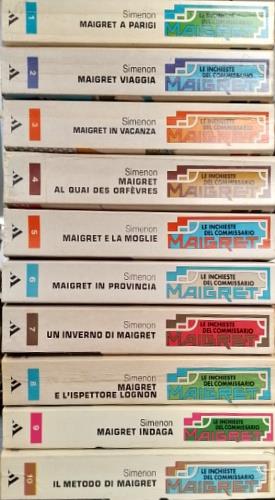 1
Simenon
MAIGRET A PARIGI
LE INCHIESTE
DEL COMMISSARIO
MAIGRET
2
Simenon
MAIGRET VIAGGIA
LE INCHIESTE
DEL COMMISSARIO
MAIGRET
3
Simenon
MAIGRET IN VACANZA
LE INCHIESTE
DEL COMMISSARIO
MAIGRET
4
Simenon
MAIGRET
AL QUAI DES ORFÈVRES
LE INCHIESTE
DEL COMMISSARIO
MAIGRET
5
Simenon
MAIGRET E LA MOGLIE
LE INCHIESTE
DEL COMMISSARIO
MAIGRET
6
Simenon
MAIGRET IN PROVINCIA
LE INCHIESTE
DEL COMMISSARIO
MAIGRET
7
Simenon
UN INVERNO DI MAIGRET
LE INCHIESTE
DEL COMMISSARIO
MAIGRET
8
Simenon
MAIGRET
E L'ISPETTORE LOGNON
LE INCHIESTE
DEL COMMISSARIO
MAIGRET
9
Simenon
MAIGRET INDAGA
LE INCHIESTE
DEL COMMISSARIO
MAIGRET
10
Simenon
IL METODO DI MAIGRET
LE INCHIESTE
DEL COMMISSARIO
MAIGRET